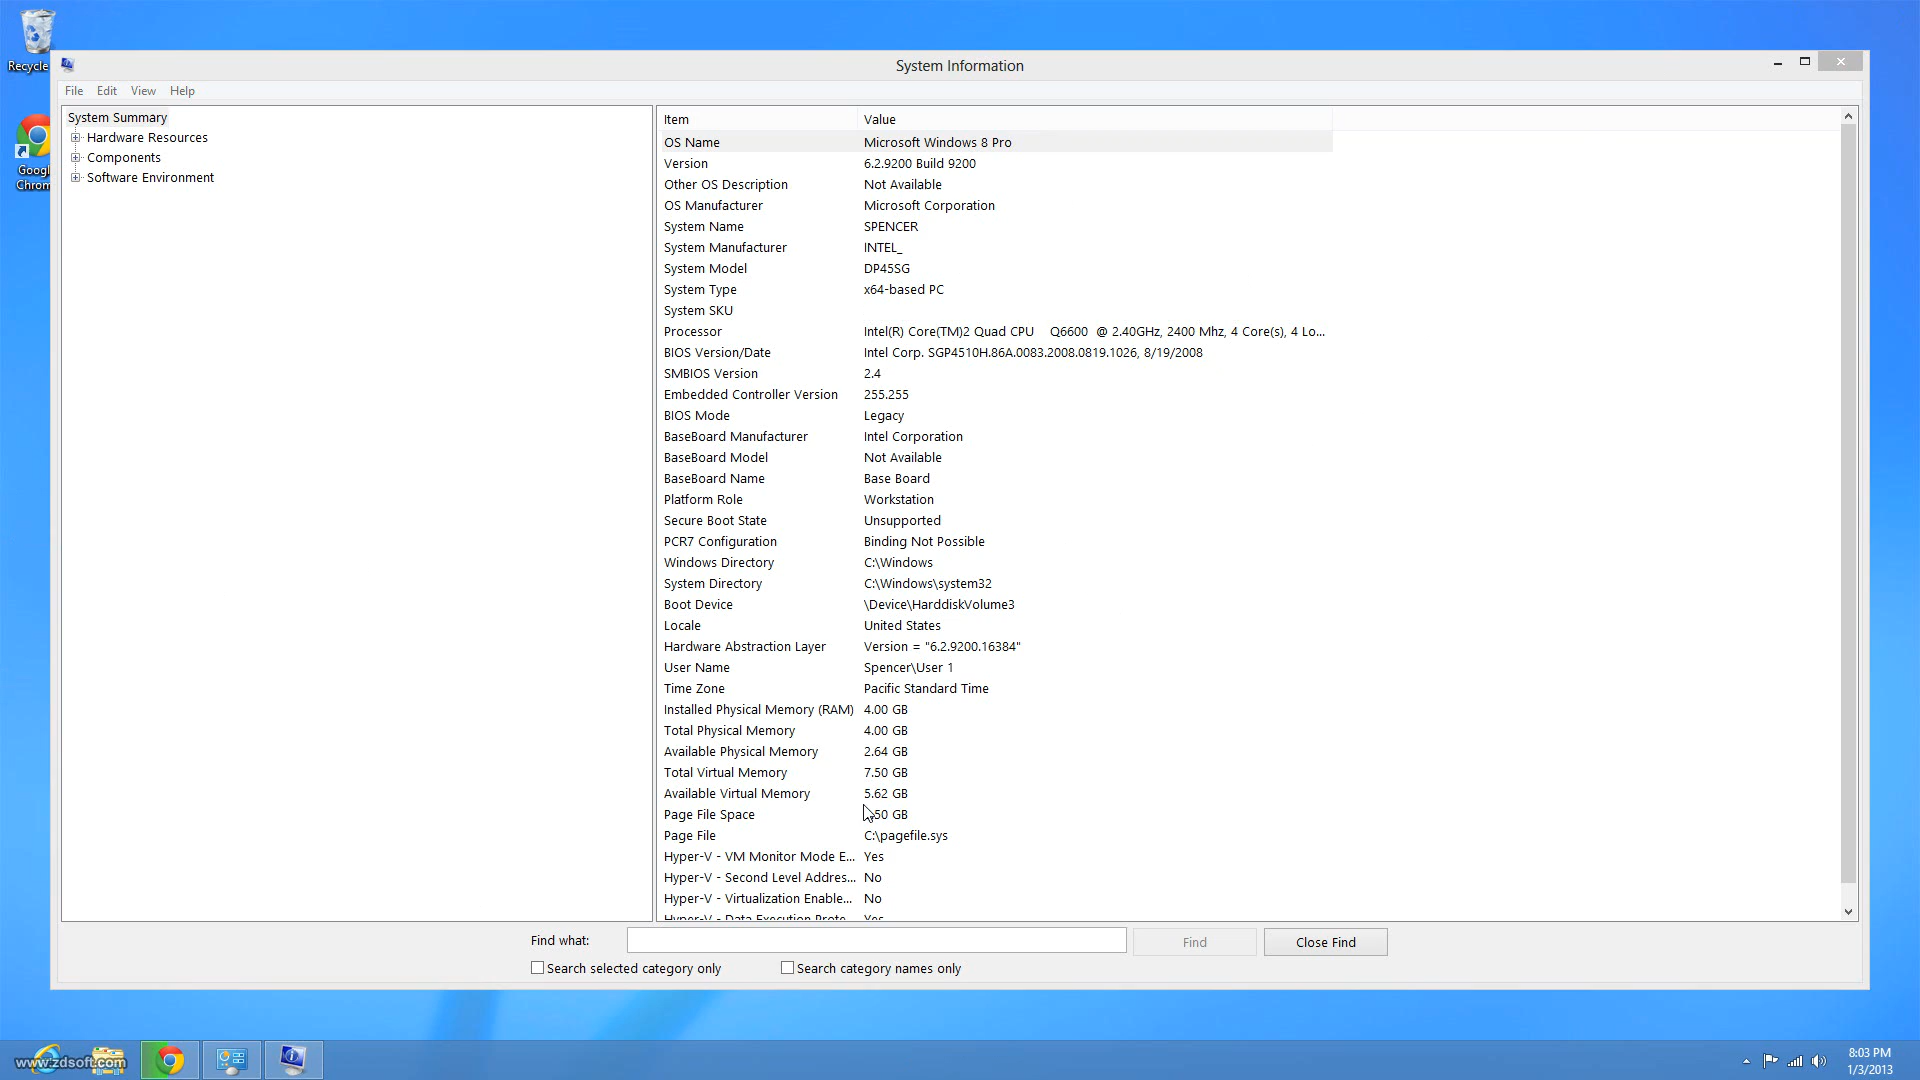 Recycle
Google
Chrom
System Information
File Edit View Help
System Summary
Hardware Resources
Components
Software Environment
Item Value
OS Name Microsoft Windows 8 Pro
Version 6.2.9200 Build 9200
Other OS Description Not Available
OS Manufacturer Microsoft Corporation
System Name SPENCER
System Manufacturer INTEL_
System Model DP45SG
System Type x64-based PC
System SKU
Processor Intel(R) Core(TM)2 Quad CPU Q6600 @ 2.40GHz, 2400 Mhz, 4 Core(s), 4 Lo...
BIOS Version/Date Intel Corp. SGP4510H.86A.0083.2008.0819.1026, 8/19/2008
SMBIOS Version 2.4
Embedded Controller Version 255.255
BIOS Mode Legacy
BaseBoard Manufacturer Intel Corporation
BaseBoard Model Not Available
BaseBoard Name Base Board
Platform Role Workstation
Secure Boot State Unsupported
PCR7 Configuration Binding Not Possible
Windows Directory C:\Windows
System Directory C:\Windows\system32
Boot Device \Device\HarddiskVolume3
Locale United States
Hardware Abstraction Layer Version = "6.2.9200.16384"
User Name Spencer\User 1
Time Zone Pacific Standard Time
Installed Physical Memory (RAM) 4.00 GB
Total Physical Memory 4.00 GB
Available Physical Memory 2.64 GB
Total Virtual Memory 7.50 GB
Available Virtual Memory 5.62 GB
Page File Space .50 GB
Page File C:\pagefile.sys
Hyper-V - VM Monitor Mode E... Yes
Hyper-V - Second Level Addres... No
Hyper-V - Virtualization Enable... No
Hyper-V - Data Execution Prote... Yes
Find what: Find Close Find
Search selected category only Search category names only
www.zdsoft.com
8:03 PM
1/3/2013